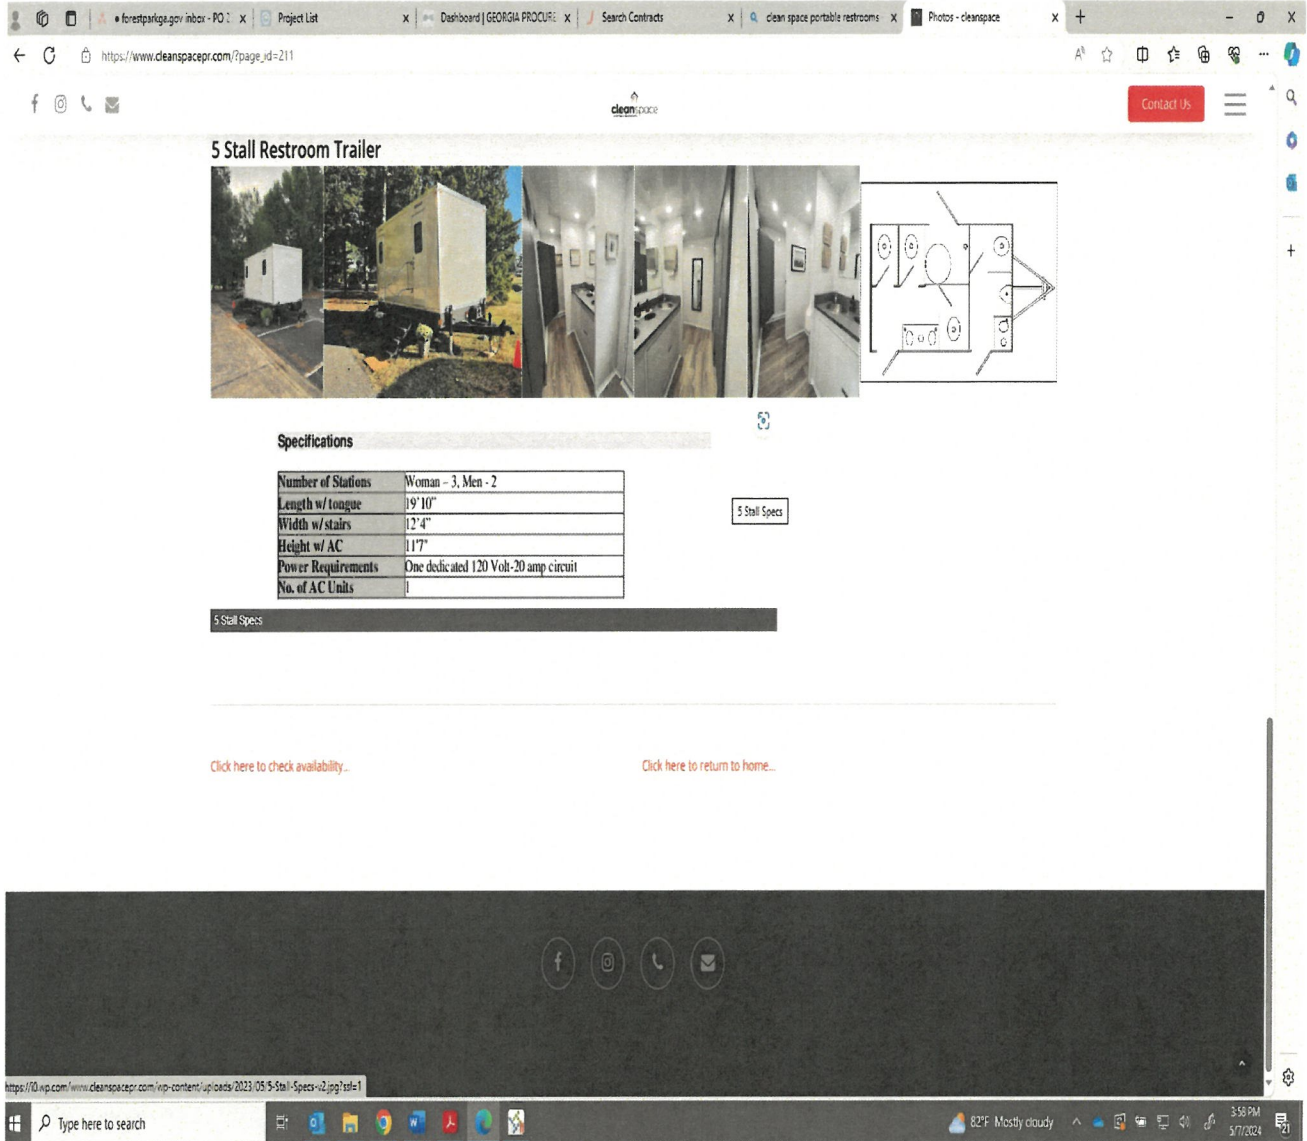 forestparkga.gov inbox - PO 2
Project List
Dashboard | GEORGIA PROCURE
Search Contracts
clean space portable restrooms
Photos - cleanspace
https://www.cleanspacepr.com/?page_id=211
cleanspace
Contact Us
5 Stall Restroom Trailer
Specifications
Number of Stations Woman – 3, Men - 2
Length w/ tongue 19'10"
Width w/ stairs 12'4"
Height w/ AC 11'7"
Power Requirements One dedicated 120 Volt-20 amp circuit
No. of AC Units 1
5 Stall Specs
5 Stall Specs
Click here to check availability...
Click here to return to home...
https://i0.wp.com/www.cleanspacepr.com/wp-content/uploads/2023/05/5-Stall-Specs-v2.jpg?ssl=1
Type here to search
82°F Mostly cloudy
3:58 PM
5/7/2024
21